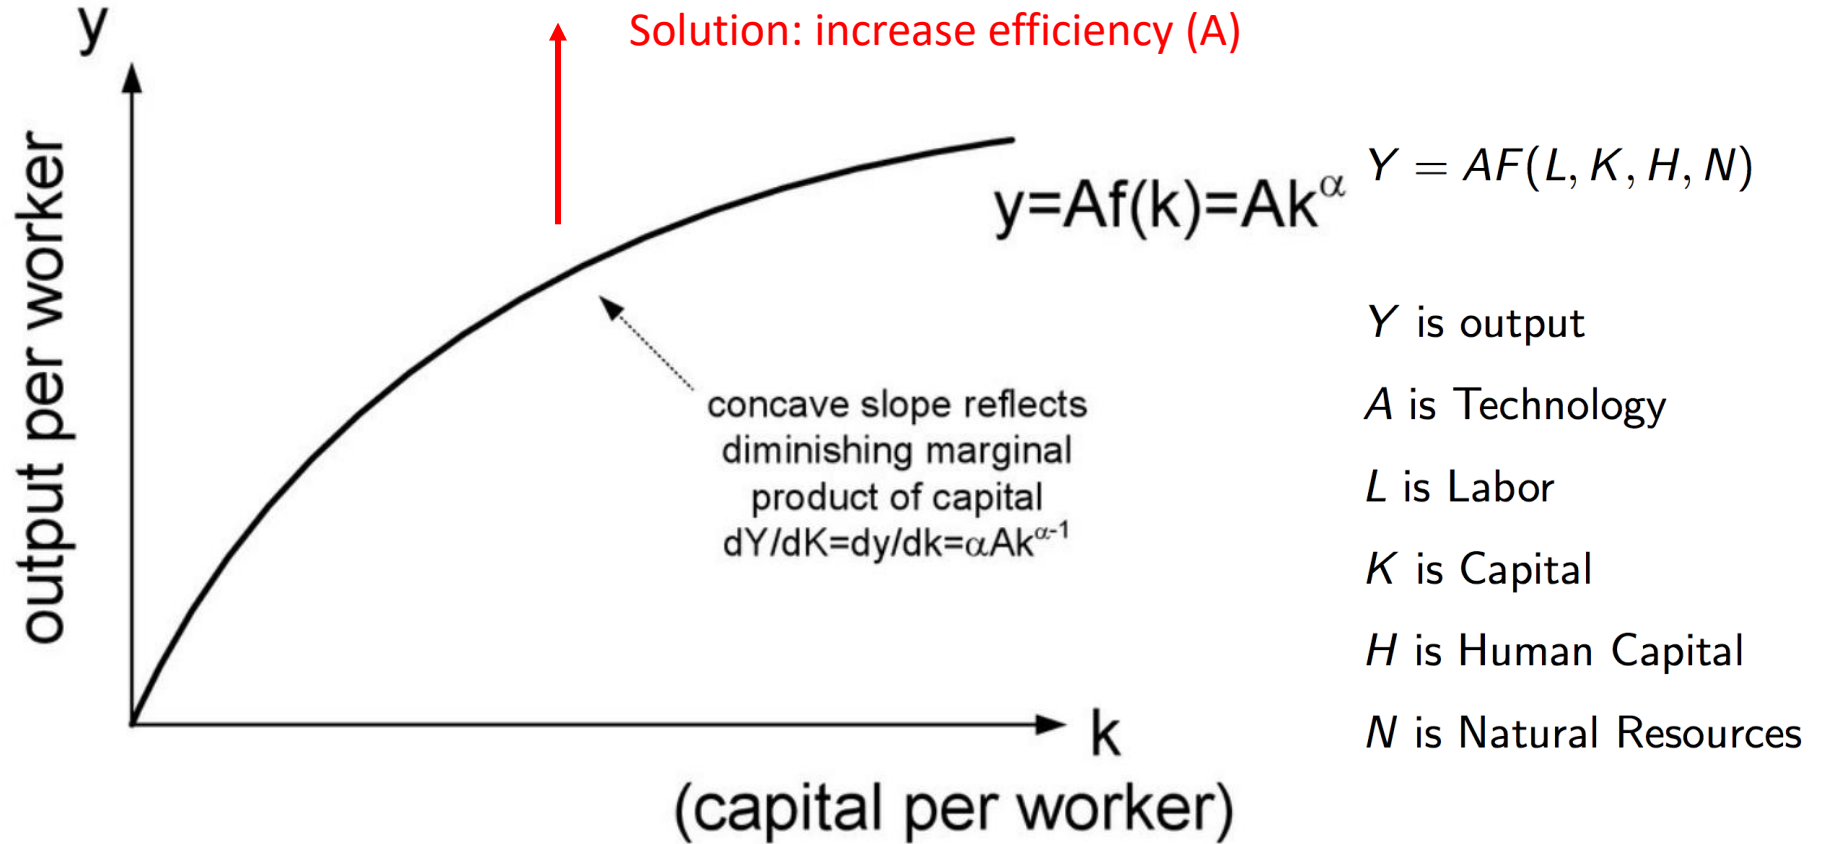 y
Solution: increase efficiency (A)
output per worker
y=Af(k)=Akᵅ
concave slope reflects
diminishing marginal
product of capital
dY/dK=dy/dk=αAkᵅ⁻¹
k
(capital per worker)
Y = AF(L, K, H, N)
Y is output
A is Technology
L is Labor
K is Capital
H is Human Capital
N is Natural Resources